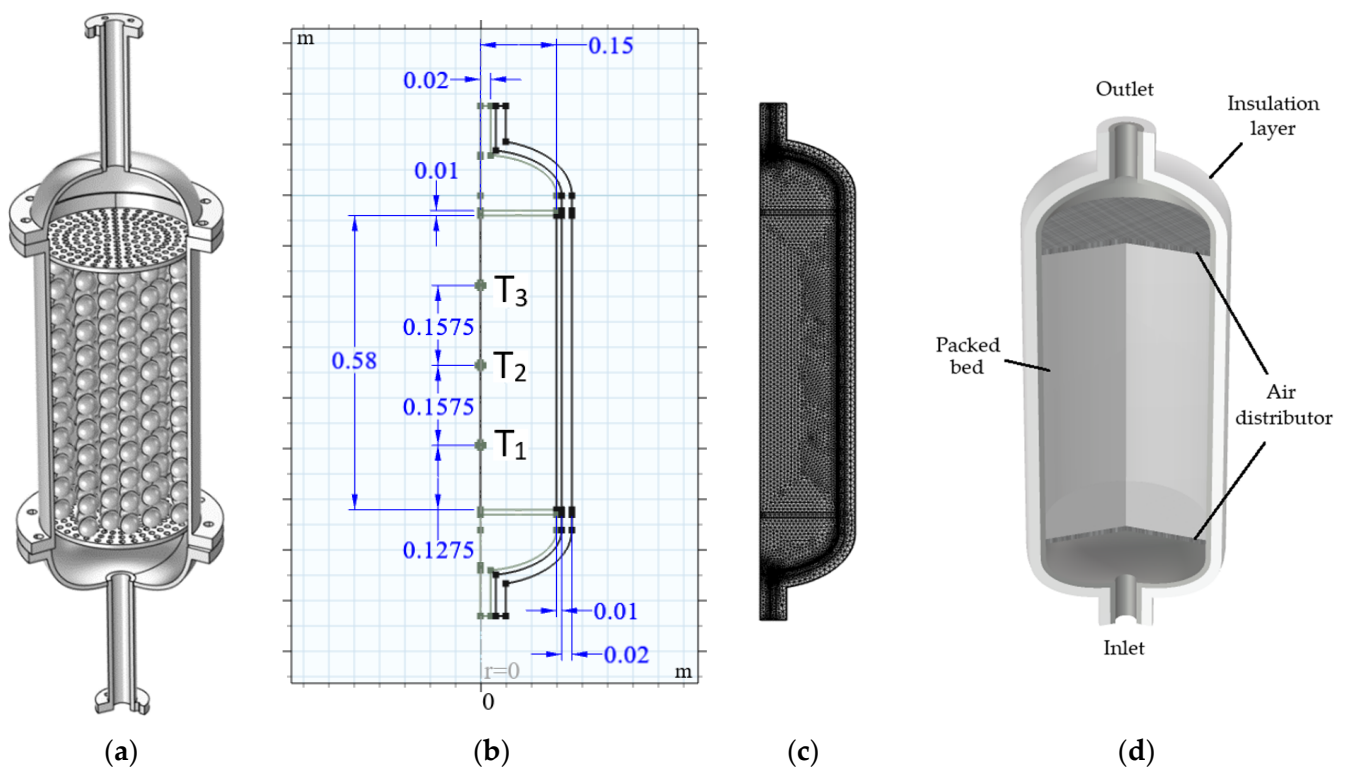 m
0.15
0.02
0.01
T3
0.1575
0.58
T2
0.1575
T1
0.1275
0.01
0.02
r=0
m
0
Outlet
Insulation
layer
Packed
bed
Air
distributor
Inlet
(a)
(b)
(c)
(d)